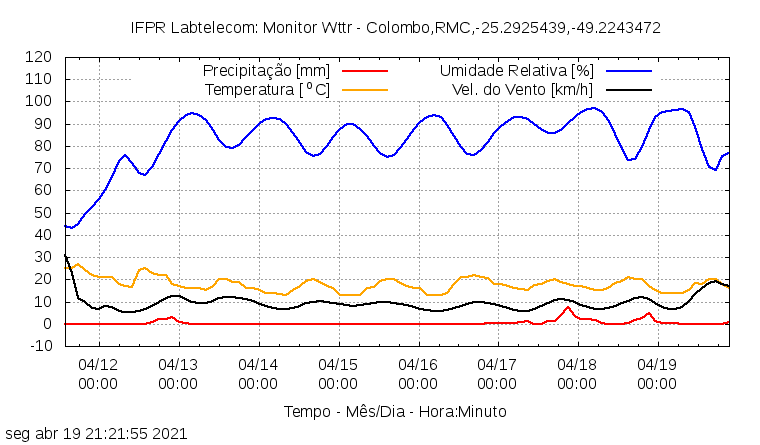 IFPR Labtelecom: Monitor Wttr - Colombo,RMC,-25.2925439,-49.2243472
120
110
100
90
80
70
60
50
40
30
20
10
0
-10
Precipitação [mm]
Temperatura [⁰C]
Umidade Relativa [%]
Vel. do Vento [km/h]
04/12 04/13 04/14 04/15 04/16 04/17 04/18 04/19
00:00 00:00 00:00 00:00 00:00 00:00 00:00 00:00
Tempo - Mês/Dia - Hora:Minuto
seg abr 19 21:21:55 2021